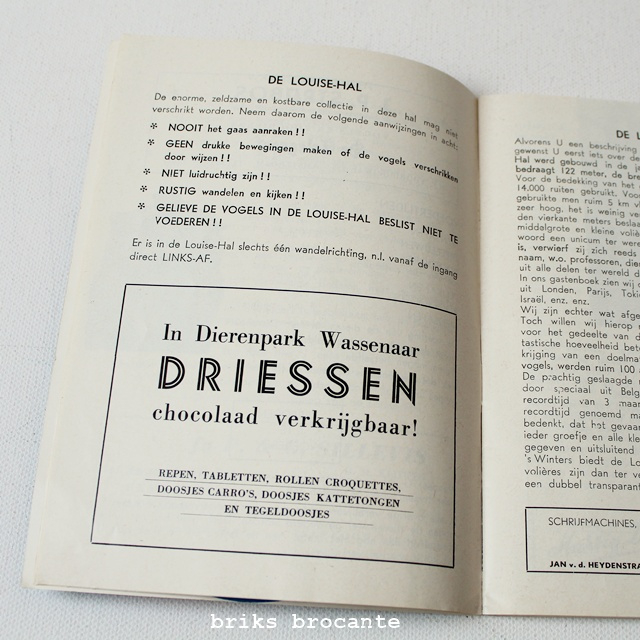 DE LOUISE-HAL
De enorme, zeldzame en kostbare collectie in deze hal mag niet
verschrikt worden. Neem daarom de volgende aanwijzingen in acht:
* NOOIT het gaas aanraken!!
* GEEN drukke bewegingen maken of de vogels verschrikken
door wijzen!!
* NIET luidruchtig zijn!!
* RUSTIG wandelen en kijken!!
* GELIEVE DE VOGELS IN DE LOUISE-HAL BESLIST NIET TE
VOEDEREN!!
Er is in de Louise-Hal slechts één wandelrichting, n.l. vanaf de ingang
direct LINKS-AF.
In Dierenpark Wassenaar
DRIESSEN
chocolaad verkrijgbaar!
REPEN, TABLETTEN, ROLLEN CROQUETTES,
DOOSJES CARRO'S, DOOSJES KATTETONGEN
EN TEGELDOOSJES
DE L
Alvorens U een beschrijving
gewenst U eerst iets over de
Hal werd gebouwd in de
bedraagt 122 meter, de bre
Voor de bedekking van het
14.000 ruiten gebruikt. Voo
gebruikte men ruim 5 km v
zeer hoog, het is weinig ver
den vierkante meters beslaa
middelgrote en kleine voliè
woord een unicum ter were
is, verwierf zij zich reeds
naam, w.o. professoren, dier
uit alle delen ter wereld d
In ons gastenboek zien wij
uit Londen, Parijs, Toki
Israël, enz. enz.
Wij zijn echter wat afge
Toch willen wij hierop
voor het gedeelte van d
tastische hoeveelheid bet
krijging van een doelma
vogels, werden ruim 100
De prachtig geslaagde
door speciaal uit Belg
recordtijd van 3 maan
recordtijd genoemd ma
bedenkt, dat het gevaar
ieder groefje en alle kle
gegeven en uitsluitend
's Winters biedt de Lo
volières zijn dan ter ve
een dubbel transparant
SCHRIJFMACHINES,
JAN v. d. HEYDENSTRA
briks brocante